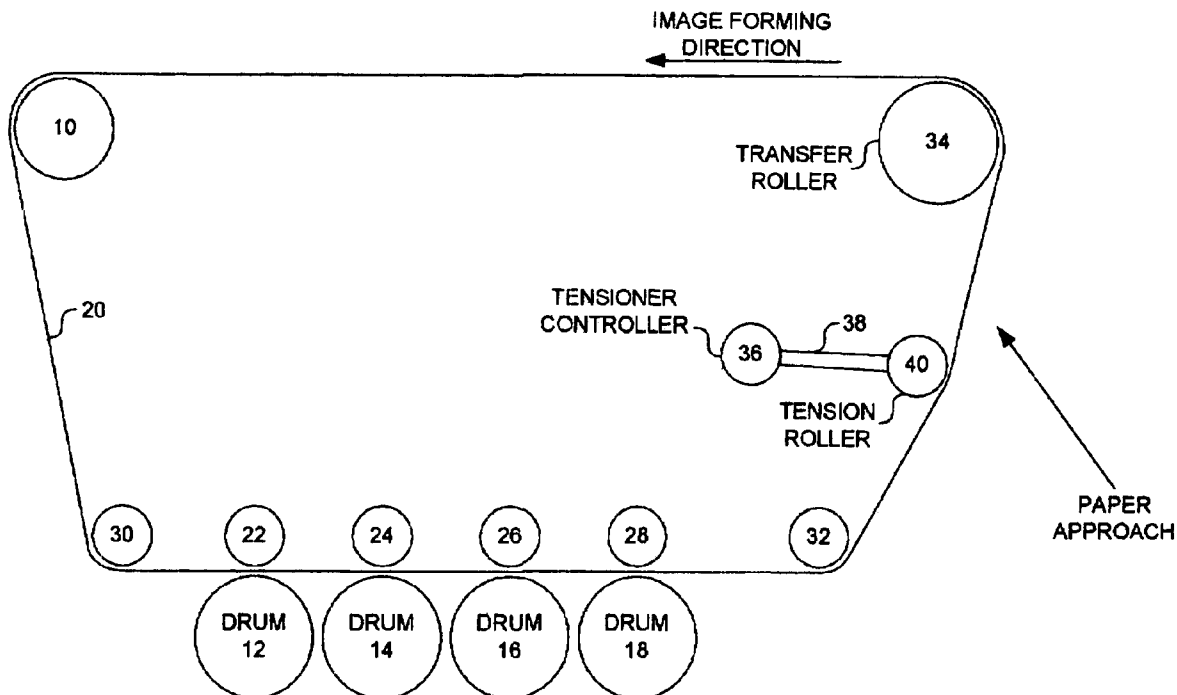 IMAGE FORMING
DIRECTION
10
34
TRANSFER
ROLLER
20
TENSIONER
CONTROLLER
38
36
40
TENSION
ROLLER
PAPER
APPROACH
30
22
24
26
28
32
DRUM
12
DRUM
14
DRUM
16
DRUM
18